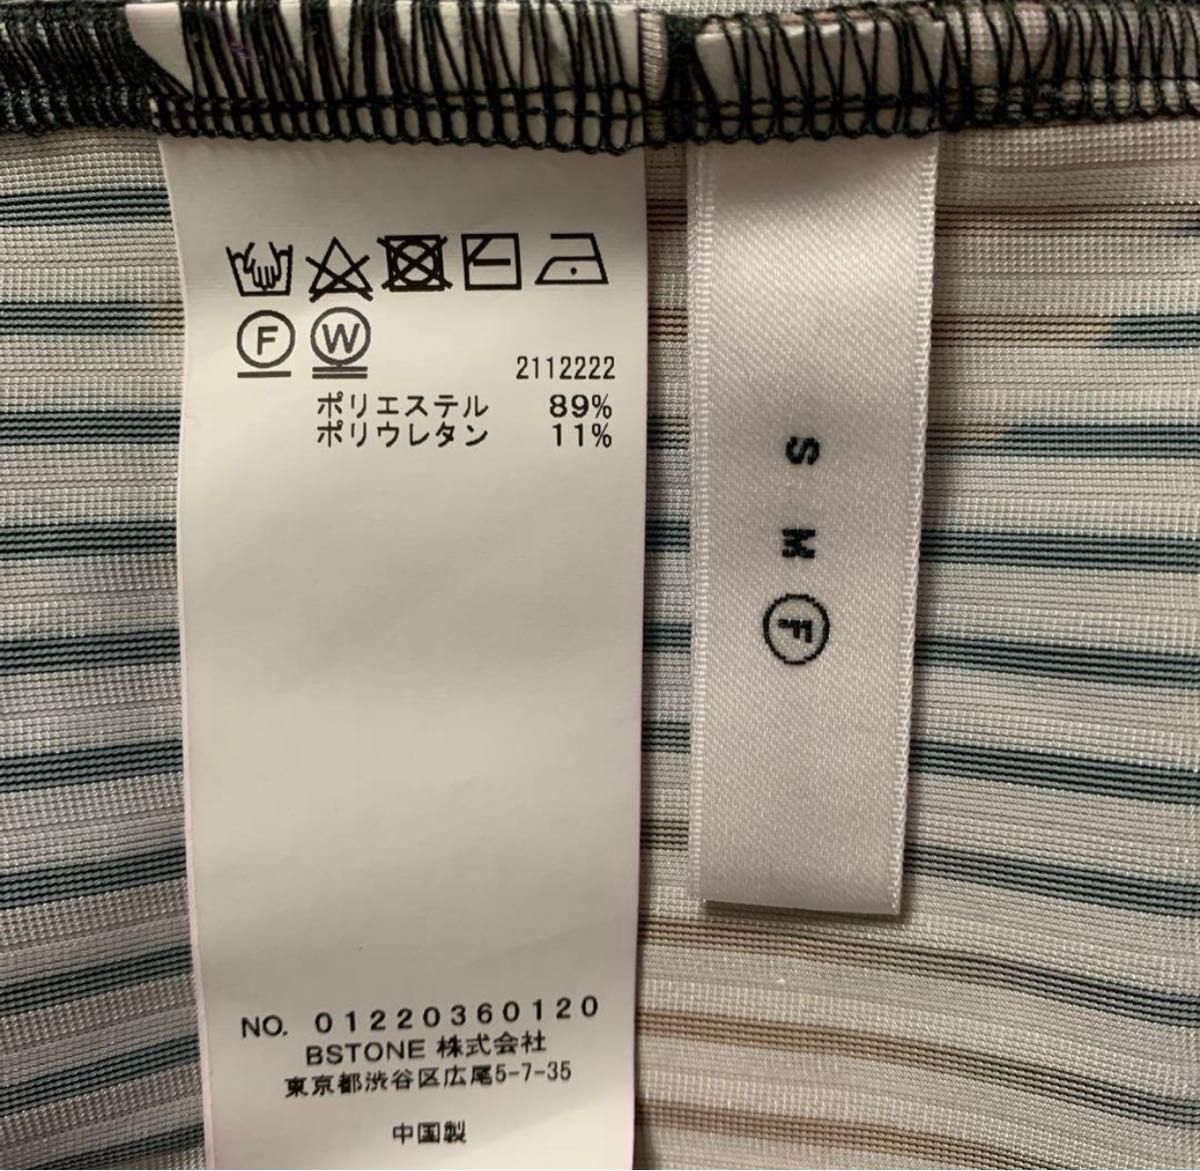 F W
2112222
ポリエステル 89%
ポリウレタン 11%
NO. 01220360120
BSTONE 株式会社
東京都渋谷区広尾5-7-35
中国製
S M F